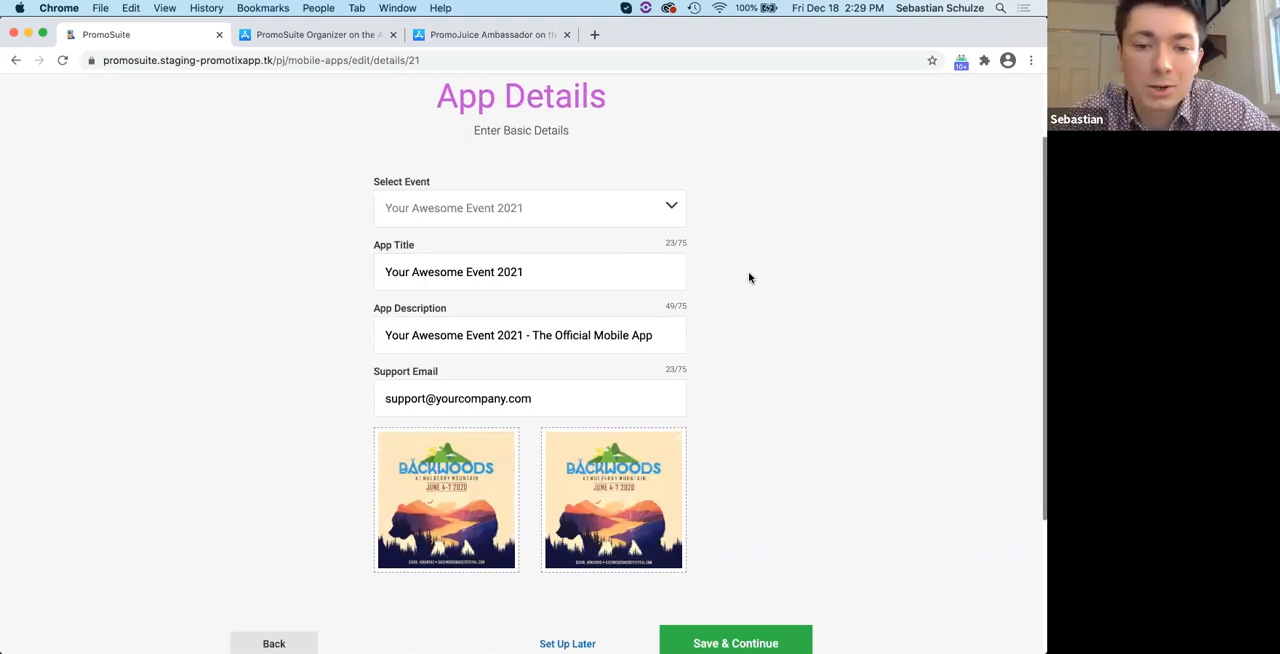 Chrome File Edit View History Bookmarks People Tab Window Help 100% Fri Dec 18 2:29 PM Sebastian Schulze
PromoSuite PromoSuite Organizer on the A PromoJuice Ambassador on th
promosuite.staging-promotixapp.tk/pj/mobile-apps/edit/details/21
10+
Sebastian
App Details
Enter Basic Details
Select Event
Your Awesome Event 2021
App Title 23/75
Your Awesome Event 2021
App Description 49/75
Your Awesome Event 2021 - The Official Mobile App
Support Email 23/75
support@yourcompany.com
BACKWOODS
AT MULBERRY MOUNTAIN
JUNE 4-7 2020
BACKWOODS
AT MULBERRY MOUNTAIN
JUNE 4-7 2020
Back Set Up Later Save & Continue